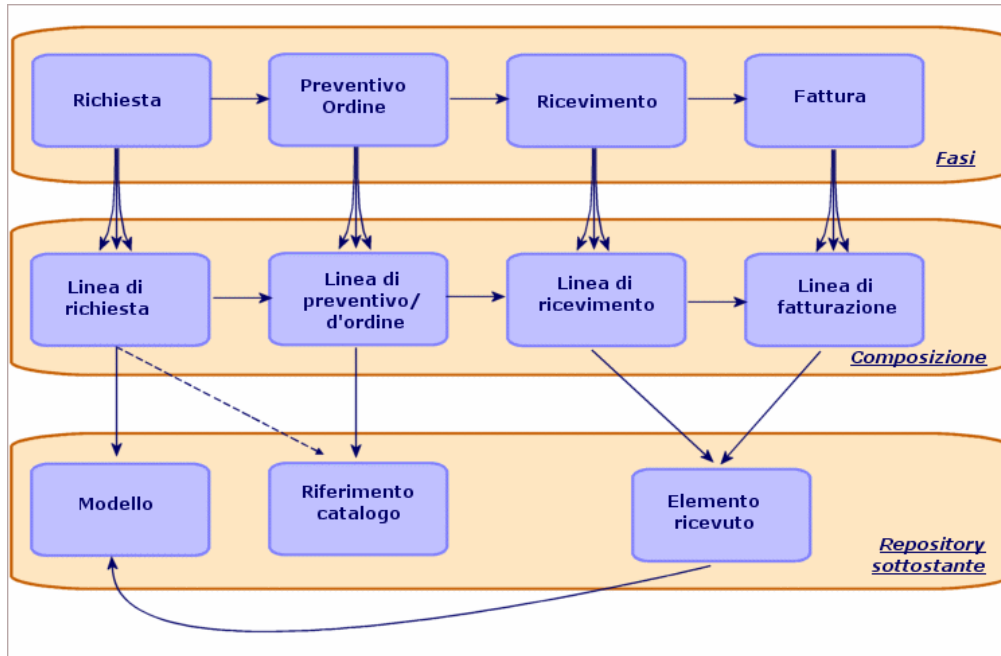 Richiesta
Preventivo
Ordine
Ricevimento
Fattura
Fasi
Linea di
richiesta
Linea di
preventivo/
d'ordine
Linea di
ricevimento
Linea di
fatturazione
Composizione
Modello
Riferimento
catalogo
Elemento
ricevuto
Repository
sottostante